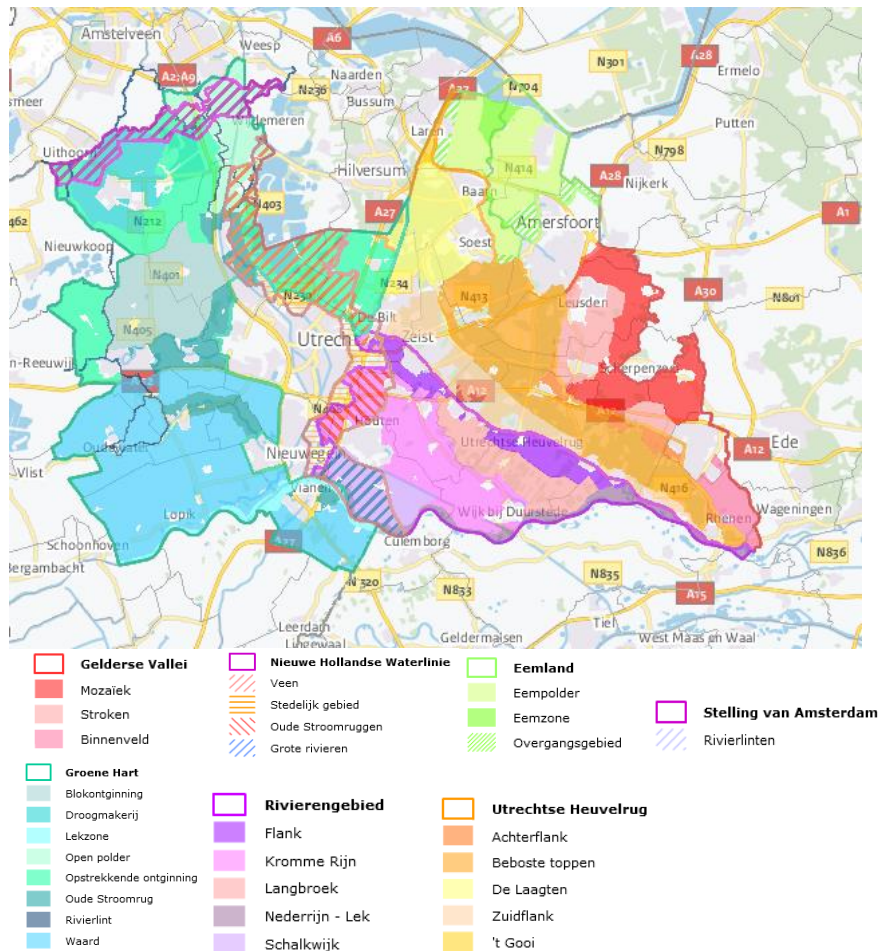 Amstelveen
Weesp
A6
A28
N301
Ermelo
A2;A9
Naarden
N236
Bussum
A27
N704
Putten
Laren
Uithoorn
N798
Hilversum
N414
A28
Nijkerk
Baarn
N403
A27
Amersfoort
A1
N212
Soest
Nieuwkoop
N401
N234
N230
N413
Leusden
A30
N801
De Bilt
N405
Utrech
Zeist
Scherpenzeel
A12
N408
Houten
Utrechtse Heuvelrug
A12
Ede
Oudewater
Vlist
Nieuwegein
N416
Vianen
Wijk bij Duurstede
Rhenen
Wageningen
Lopik
Schoonhoven
A27
Culemborg
N836
Bergambacht
N320
N833
N835
A15
Tiel
Leerdam
Geldermalsen
West Maas en Waal
Lingewaal
Gelderse Vallei
Mozaïek
Stroken
Binnenveld
Nieuwe Hollandse Waterlinie
Veen
Stedelijk gebied
Oude Stroomruggen
Grote rivieren
Eemland
Eempolder
Eemzone
Overgangsgebied
Stelling van Amsterdam
Rivierlinten
Groene Hart
Blokontginning
Droogmakerij
Lekzone
Open polder
Opstrekkende ontginning
Oude Stroomrug
Rivierlint
Waard
Rivierengebied
Flank
Kromme Rijn
Langbroek
Nederrijn - Lek
Schalkwijk
Utrechtse Heuvelrug
Achterflank
Beboste toppen
De Laagten
Zuidflank
't Gooi